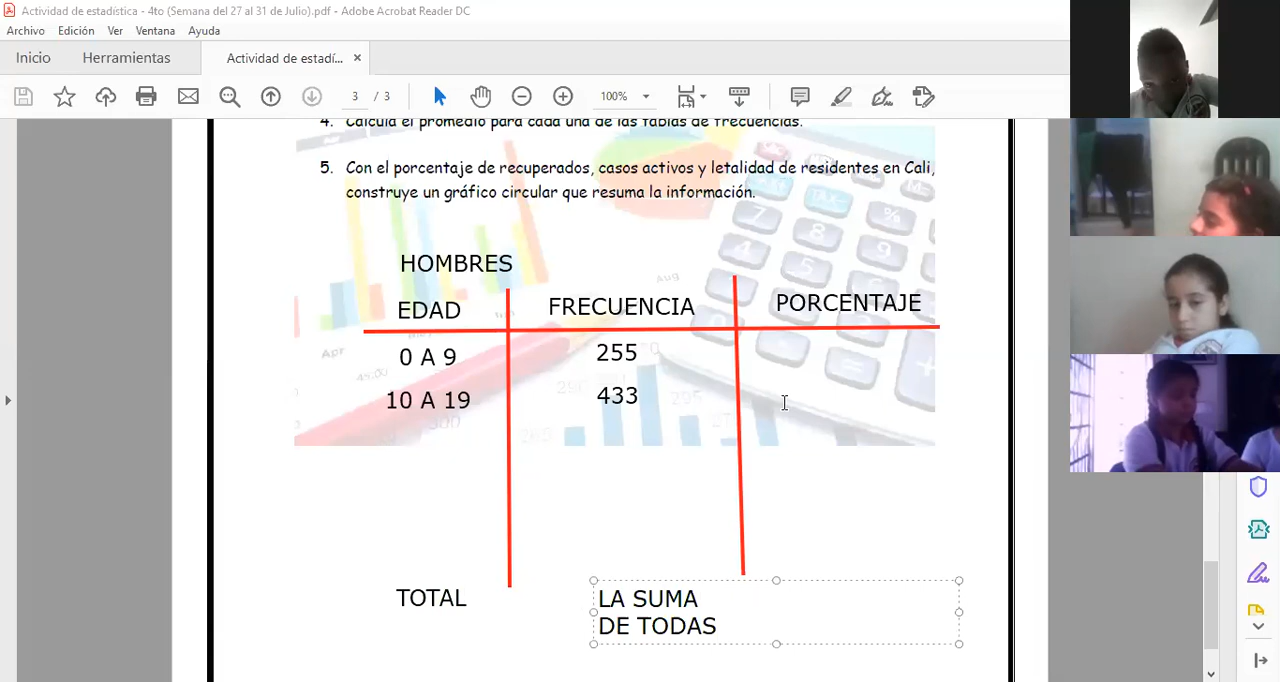 Actividad de estadística - 4to (Semana del 27 al 31 de Julio).pdf - Adobe Acrobat Reader DC
Archivo Edición Ver Ventana Ayuda
Inicio Herramientas Actividad de estadí... ×
3 / 3 100%
4. Calcula el promedio para cada una de las tablas de frecuencias.
5. Con el porcentaje de recuperados, casos activos y letalidad de residentes en Cali,
construye un gráfico circular que resuma la información.
HOMBRES
EDAD FRECUENCIA PORCENTAJE
0 A 9 255
10 A 19 433
TOTAL LA SUMA
DE TODAS